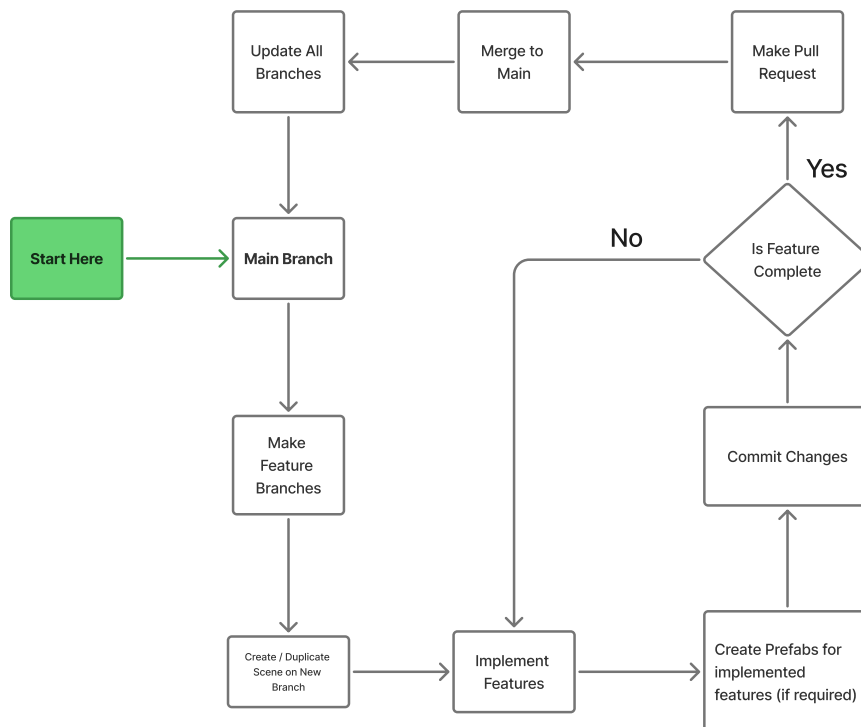 Update All
Branches
Merge to
Main
Make Pull
Request
Yes
No
Is Feature
Complete
Start Here
Main Branch
Make
Feature
Branches
Commit Changes
Create / Duplicate
Scene on New
Branch
Implement
Features
Create Prefabs for
implemented
features (if required)